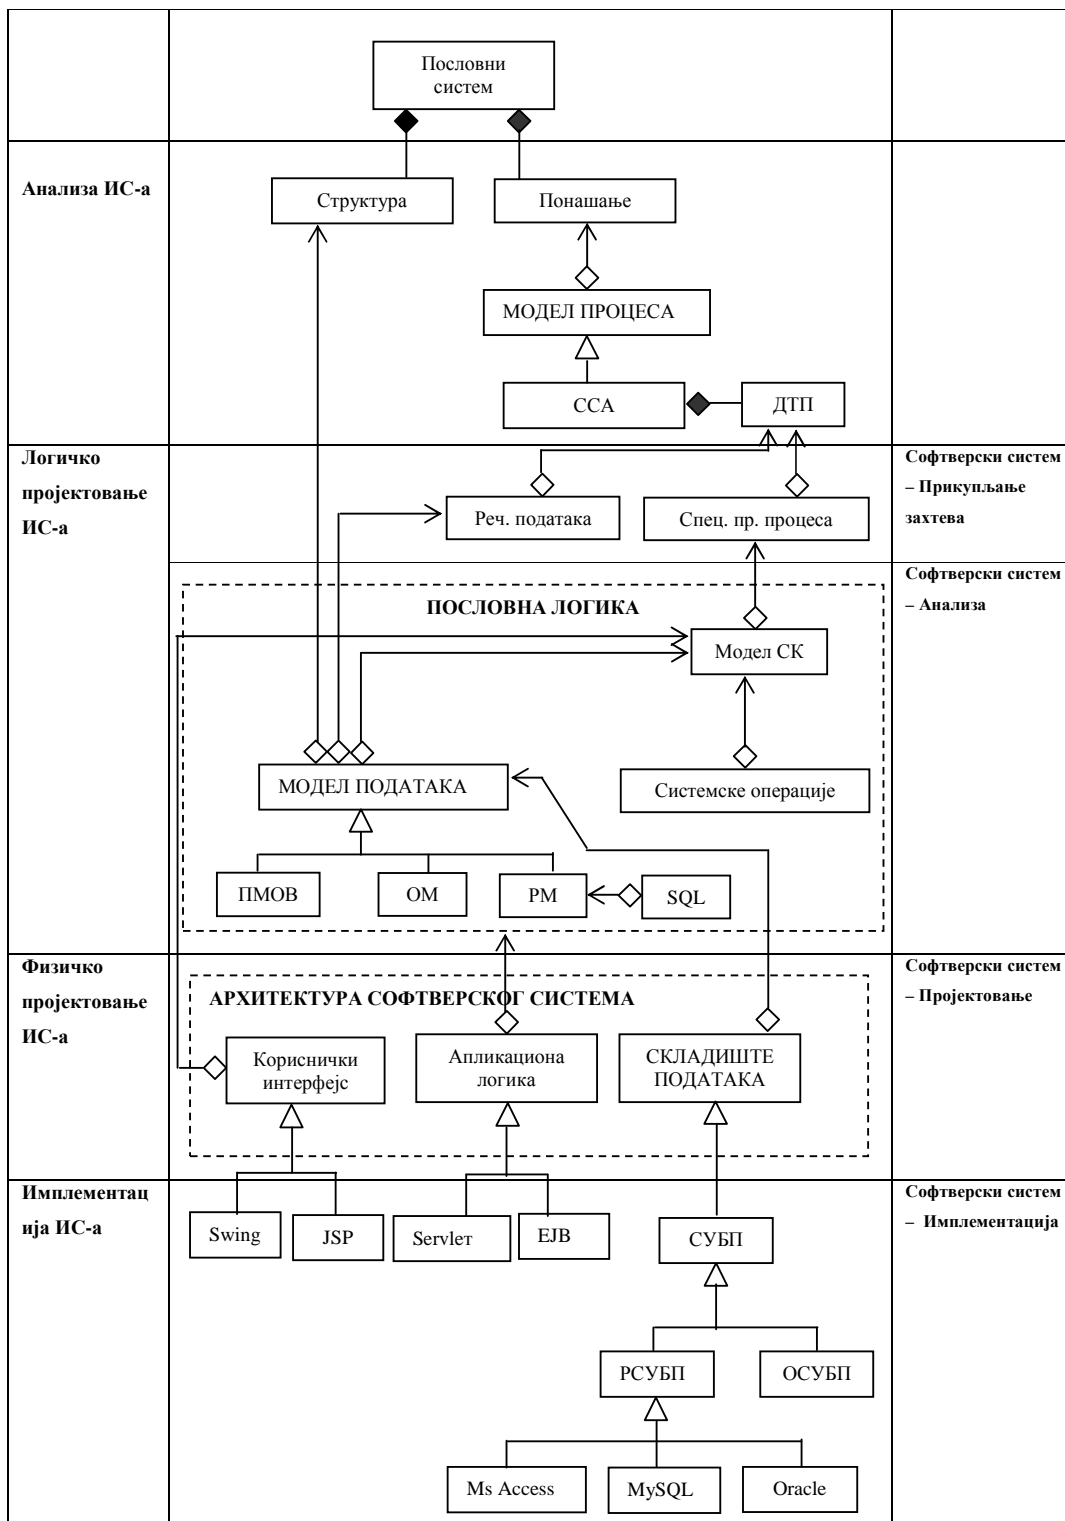 Пословни
систем
Анализа ИС-а
Структура
Понашање
МОДЕЛ ПРОЦЕСА
ССА
ДТП
Логичко
пројектовање
ИС-а
Реч. података
Спец. пр. процеса
Софтверски систем
– Прикупљање
захтева
Софтверски систем
– Анализа
ПОСЛОВНА ЛОГИКА
Модел СК
МОДЕЛ ПОДАТАКА
Системске операције
ПМОВ
ОМ
РМ
SQL
Физичко
пројектовање
ИС-а
Софтверски систем
– Пројектовање
АРХИТЕКТУРА СОФТВЕРСКОГ СИСТЕМА
Кориснички
интерфејс
Апликациона
логика
СКЛАДИШТЕ
ПОДАТАКА
Имплементац
ија ИС-а
Софтверски систем
– Имплементација
Swing
JSP
Servlет
EJB
СУБП
РСУБП
ОСУБП
Ms Access
MySQL
Oracle